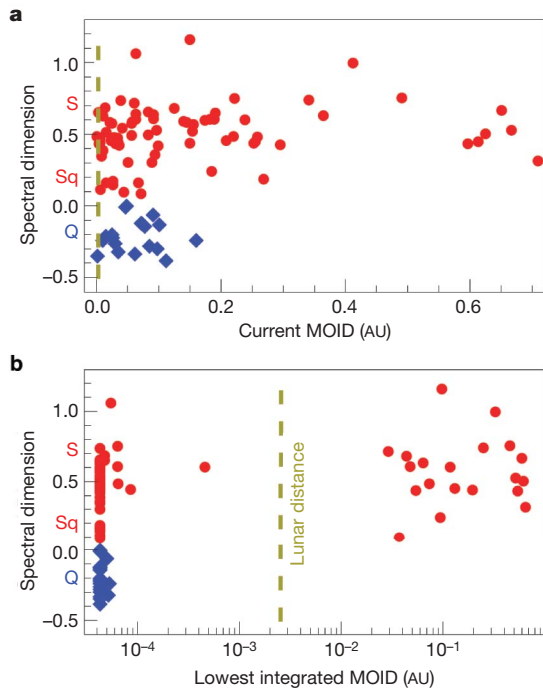 a
Spectral dimension
1.0
S
0.5
Sq
0.0
Q
−0.5
0.0
0.2
0.4
0.6
Current MOID (AU)
b
Spectral dimension
1.0
S
0.5
Sq
0.0
Q
−0.5
Lunar distance
10⁻⁴
10⁻³
10⁻²
10⁻¹
Lowest integrated MOID (AU)